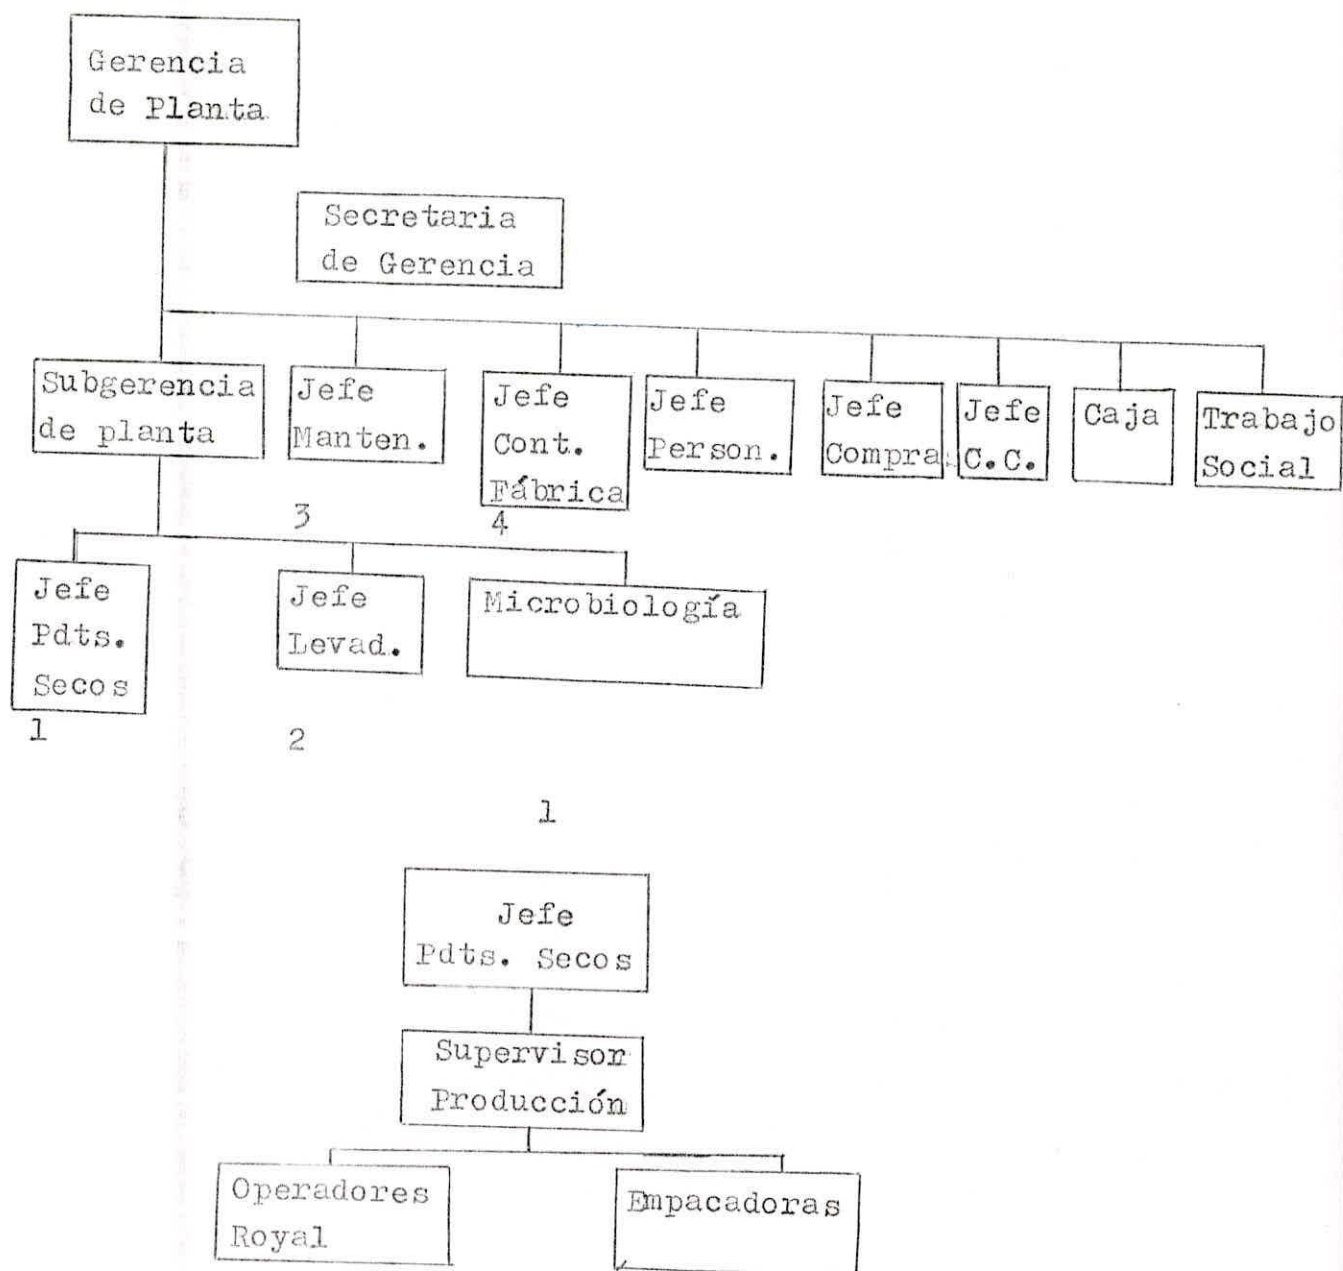 Gerencia
de Planta
Secretaria
de Gerencia
Subgerencia
de planta
Jefe
Manten.
Jefe
Cont.
Fábrica
Jefe
Person.
Jefe
Compra
Jefe
C.C.
Caja
Trabajo
Social
3
4
Jefe
Pdts.
Secos
Jefe
Levad.
Microbiología
1
2
1
Jefe
Pdts. Secos
Supervisor
Producción
Operadores
Royal
Empacadoras